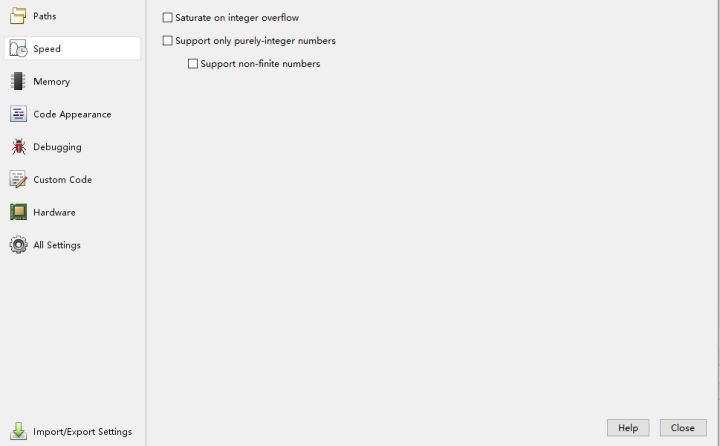 Paths
Speed
Memory
Code Appearance
Debugging
Custom Code
Hardware
All Settings
Import/Export Settings
Saturate on integer overflow
Support only purely-integer numbers
Support non-finite numbers
Help
Close